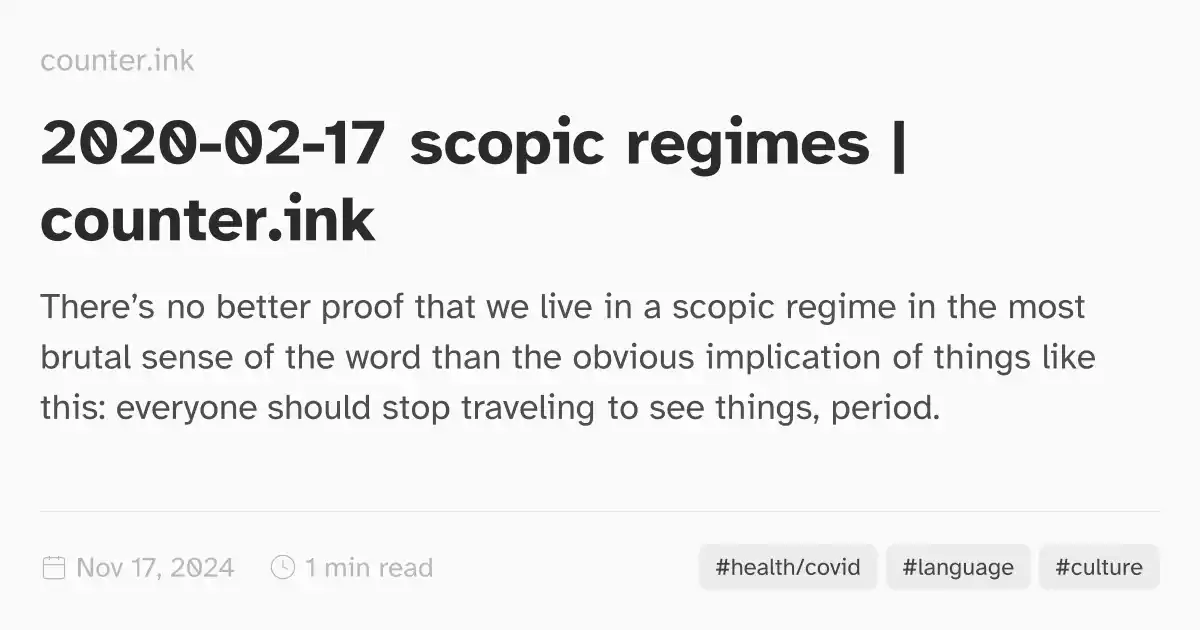 counter.ink
2020-02-17 scopic regimes |
counter.ink
There’s no better proof that we live in a scopic regime in the most
brutal sense of the word than the obvious implication of things like
this: everyone should stop traveling to see things, period.
Nov 17, 2024 1 min read #health/covid #language #culture